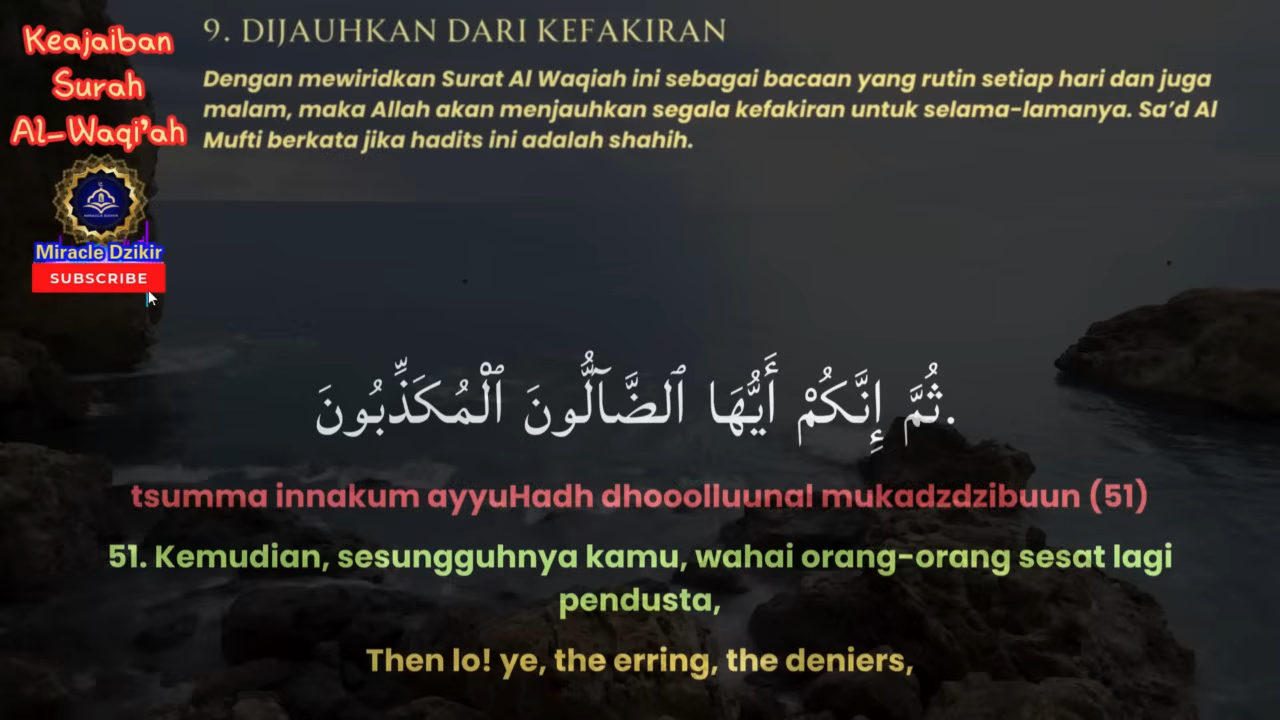 Keajaiban
Surah
Al-Waqi'ah
Miracle Dzikir
SUBSCRIBE
9. DIJAUHKAN DARI KEFAKIRAN
Dengan mewiridkan Surat Al Waqiah ini sebagai bacaan yang rutin setiap hari dan juga
malam, maka Allah akan menjauhkan segala kefakiran untuk selama-lamanya. Sa’d Al
Mufti berkata jika hadits ini adalah shahih.
.ثُمَّ إِنَّكُمْ أَيُّهَا ٱلضَّآلُّونَ ٱلْمُكَذِّبُونَ
tsumma innakum ayyuHadh dhooolluunal mukadzdzibuun (51)
51. Kemudian, sesungguhnya kamu, wahai orang-orang sesat lagi
pendusta,
Then lo! ye, the erring, the deniers,